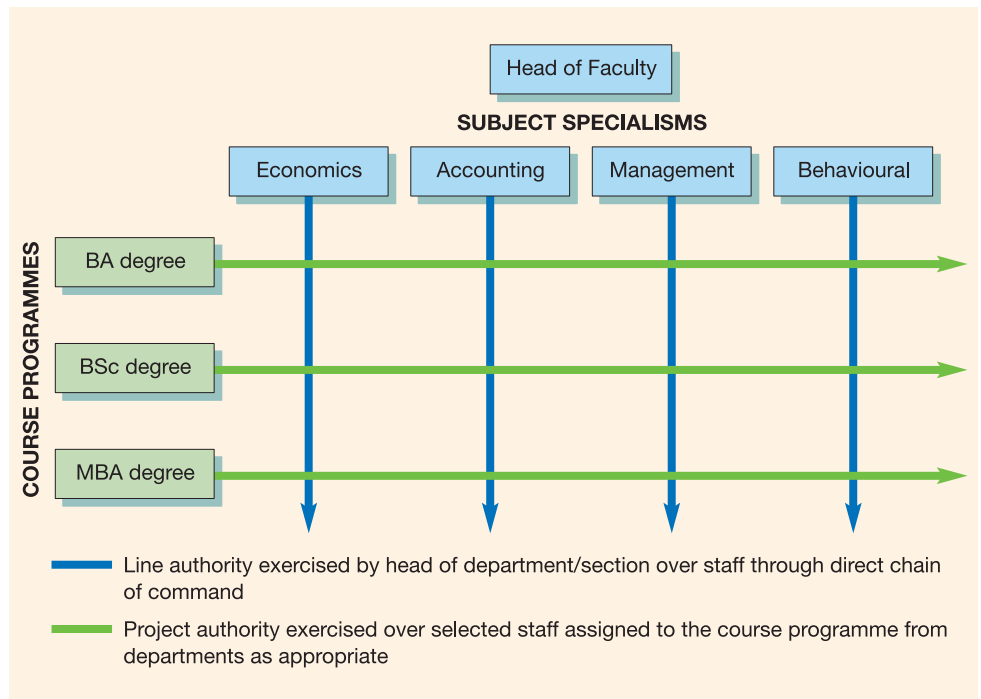 Head of Faculty
SUBJECT SPECIALISMS
Economics
Accounting
Management
Behavioural
COURSE PROGRAMMES
BA degree
BSc degree
MBA degree
Line authority exercised by head of department/section over staff through direct chain
of command
Project authority exercised over selected staff assigned to the course programme from
departments as appropriate